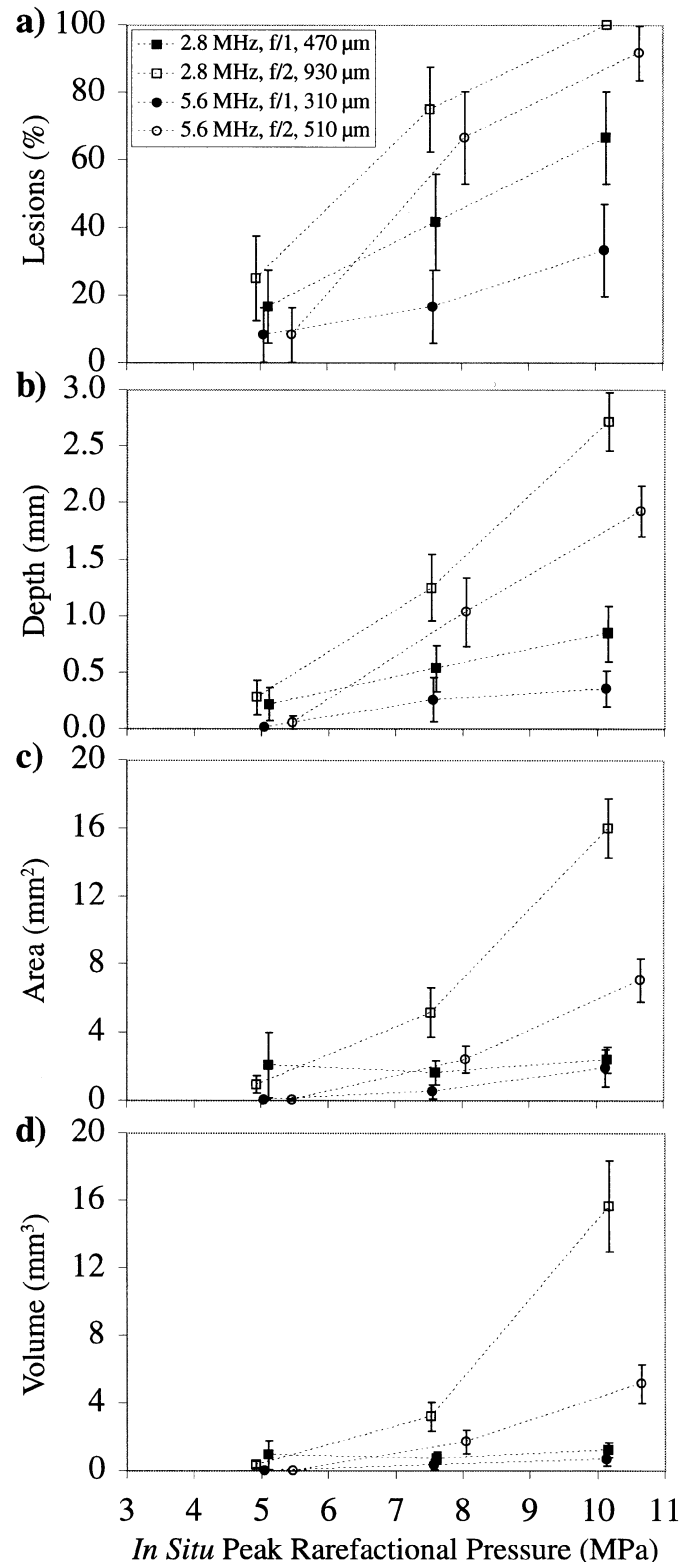 a)
Lesions (%)
100
80
60
40
20
0
2.8 MHz, f/1, 470 µm
2.8 MHz, f/2, 930 µm
5.6 MHz, f/1, 310 µm
5.6 MHz, f/2, 510 µm
b)
Depth (mm)
3.0
2.5
2.0
1.5
1.0
0.5
0.0
c)
Area (mm²)
20
16
12
8
4
0
d)
Volume (mm³)
20
16
12
8
4
0
3 4 5 6 7 8 9 10 11
In Situ Peak Rarefactional Pressure (MPa)